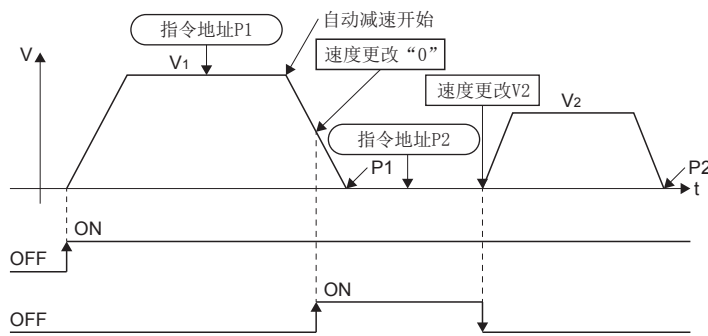 指令地址P1
自动减速开始
V
V1
速度更改“0”
速度更改V2
V2
指令地址P2
P1
P2
t
ON
OFF
ON
OFF